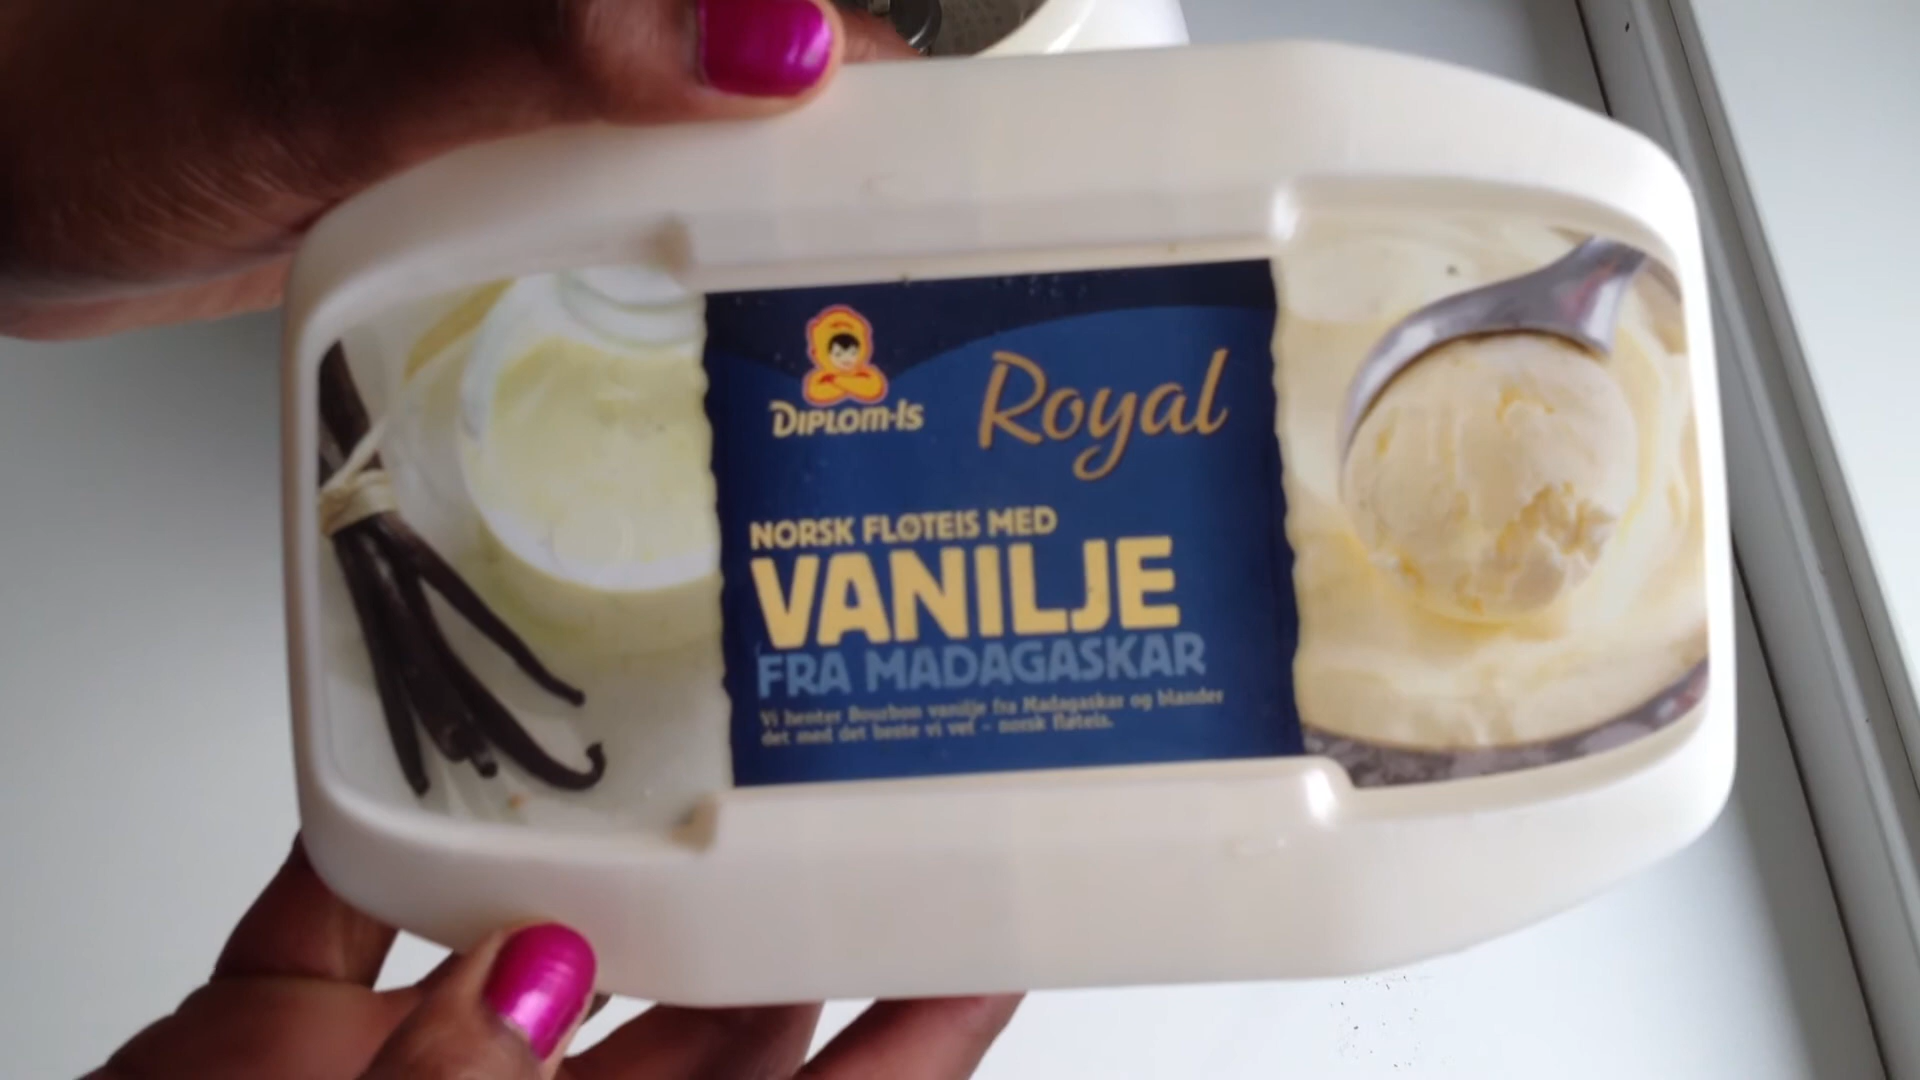 DIPLOM-IS
Royal
NORSK FLØTEIS MED
VANILJE
FRA MADAGASKAR
Vi henter Bourbon vanilje fra Madagaskar og blander
det med det beste vi vet - norsk fløteis.